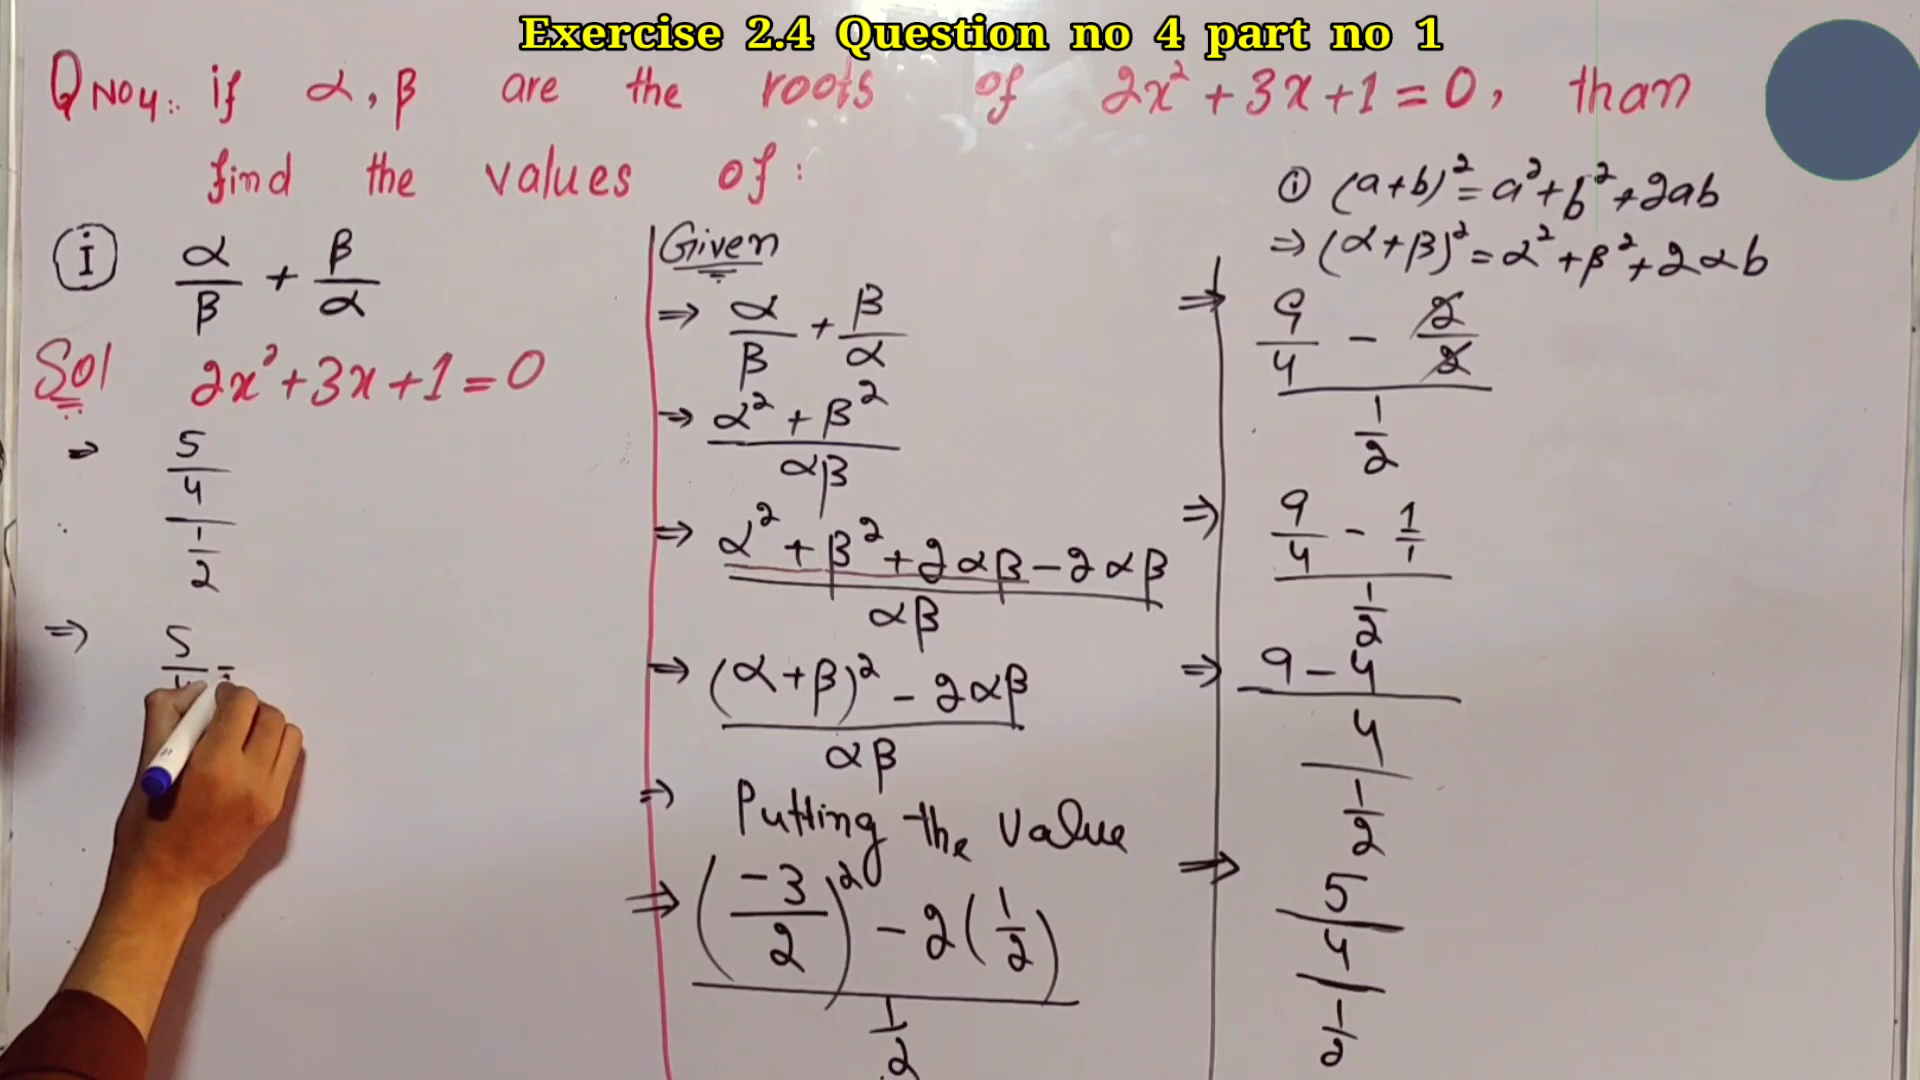 Exercise 2.4 Question no 4 part no 1
Q NO4: if α, β are the roots of 2x² + 3x + 1 = 0, than
find the values of:
(i) α/β + β/α
Sol 2x² + 3x + 1 = 0
⇒ 5/4 / 1/2
⇒ 5/4 ÷
Given
⇒ α/β + β/α
⇒ α² + β² / αβ
⇒ α² + β² + 2αβ - 2αβ / αβ
⇒ (α+β)² - 2αβ / αβ
⇒ Putting the value
⇒ (-3/2)² - 2(1/2) / 1/2
(i) (a+b)² = a² + b² + 2ab
⇒ (α+β)² = α² + β² + 2αb
⇒ 9/4 - 2/2 / 1/2
⇒ 9/4 - 1/1 / 1/2
⇒ 9-4 / 4 / 1/2
⇒ 5/4 / 1/2